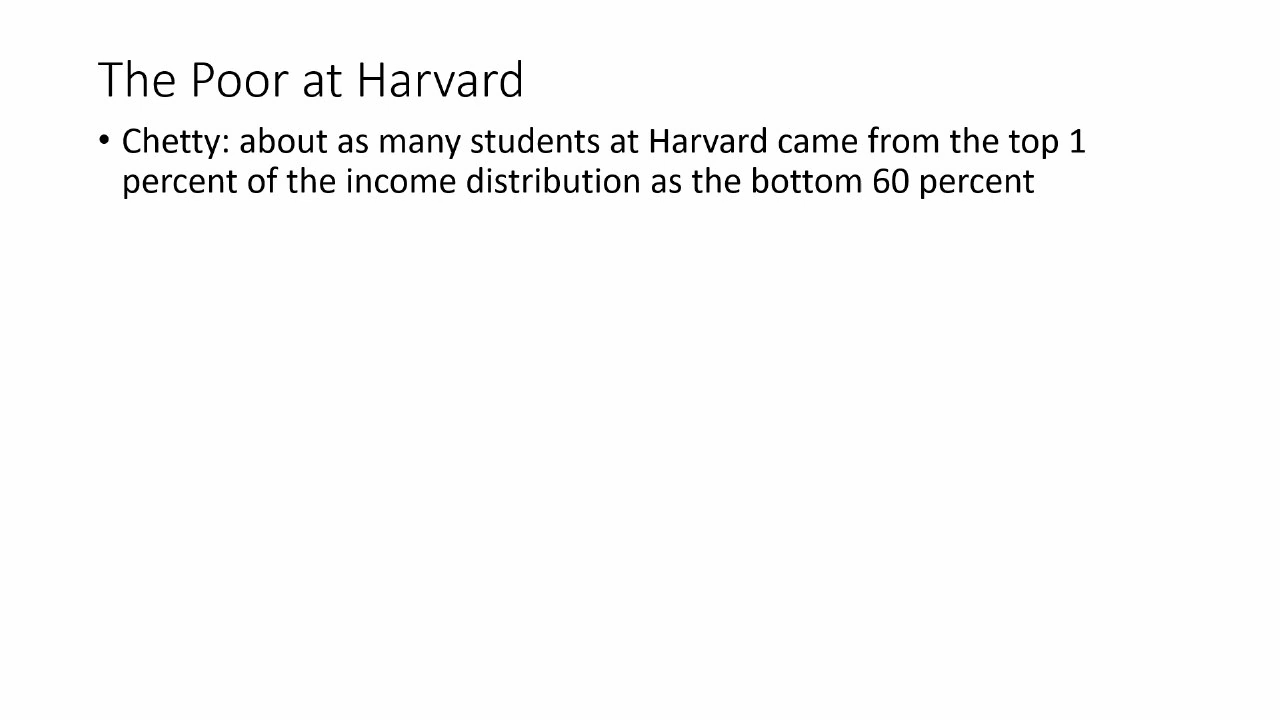 The Poor at Harvard
• Chetty: about as many students at Harvard came from the top 1
percent of the income distribution as the bottom 60 percent